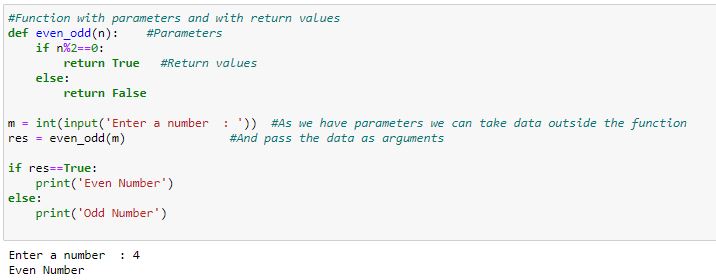 #Function with parameters and with return values
def even_odd(n):    #Parameters
    if n%2==0:
        return True   #Return values
    else:
        return False

m = int(input('Enter a number  : '))  #As we have parameters we can take data outside the function
res = even_odd(m)               #And pass the data as arguments

if res==True:
    print('Even Number')
else:
    print('Odd Number')

Enter a number  : 4
Even Number